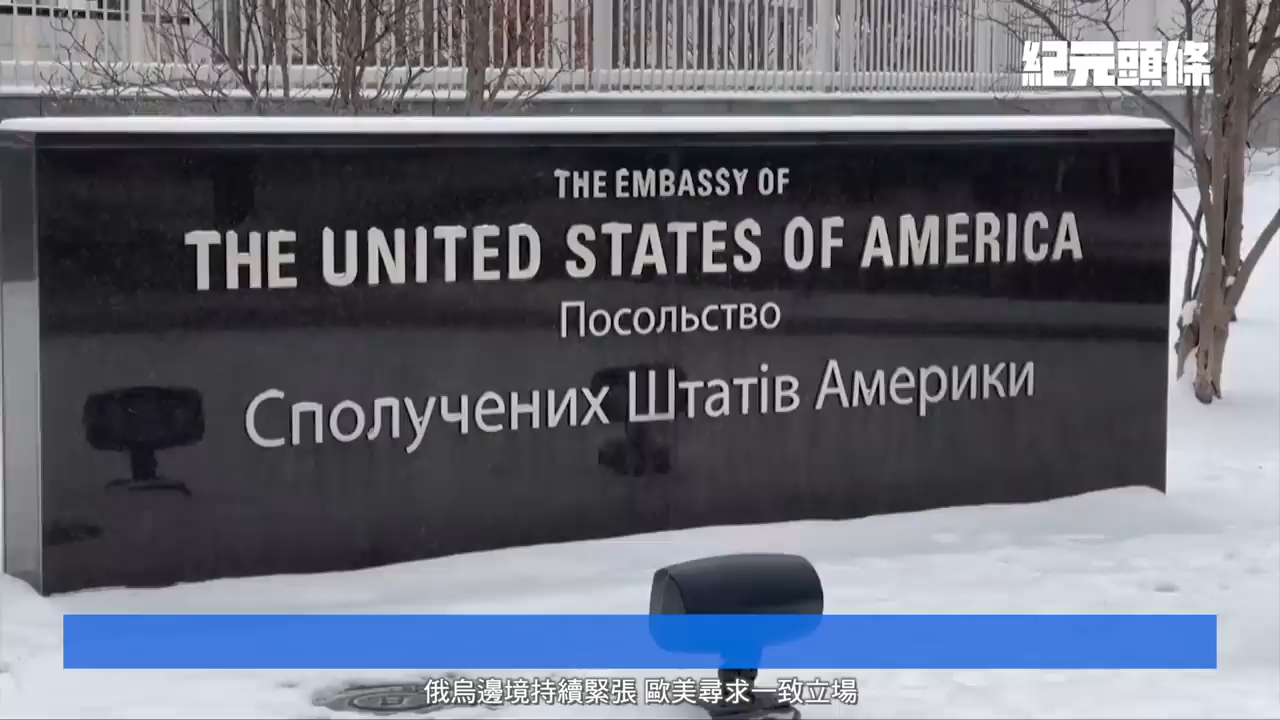 紀元頭條
THE EMBASSY OF
THE UNITED STATES OF AMERICA
Посольство
Сполучених Штатів Америки
俄烏邊境持續緊張 歐美尋求一致立場